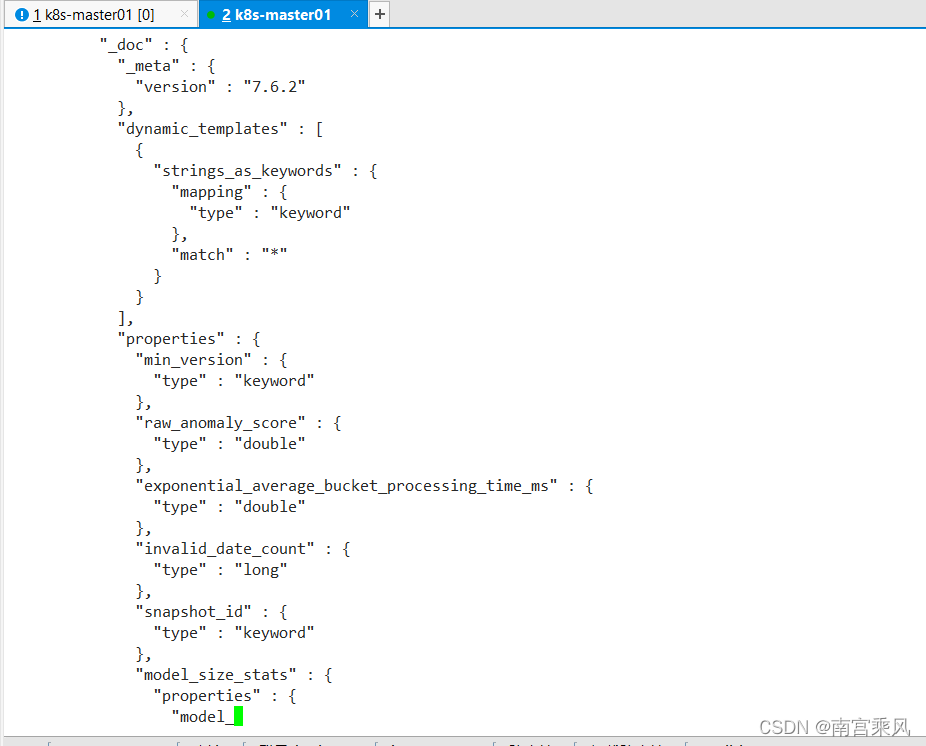 1 k8s-master01 [0] × 2 k8s-master01 × +
"_doc" : {
"_meta" : {
"version" : "7.6.2"
},
"dynamic_templates" : [
{
"strings_as_keywords" : {
"mapping" : {
"type" : "keyword"
},
"match" : "*"
}
}
],
"properties" : {
"min_version" : {
"type" : "keyword"
},
"raw_anomaly_score" : {
"type" : "double"
},
"exponential_average_bucket_processing_time_ms" : {
"type" : "double"
},
"invalid_date_count" : {
"type" : "long"
},
"snapshot_id" : {
"type" : "keyword"
},
"model_size_stats" : {
"properties" : {
"model_
CSDN @南宫乘风